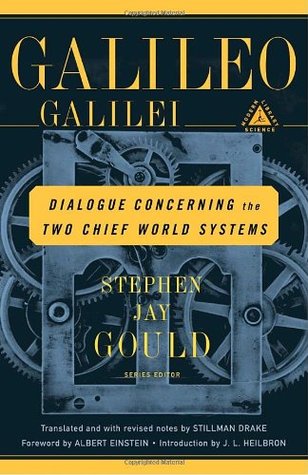 GALILEO
GALILEI
MODERN LIBRARY
SCIENCE
DIALOGUE CONCERNING the
TWO CHIEF WORLD SYSTEMS
STEPHEN
JAY
GOULD
SERIES EDITOR
Translated and with revised notes by STILLMAN DRAKE
Foreword by ALBERT EINSTEIN • Introduction by J. L. HEILBRON